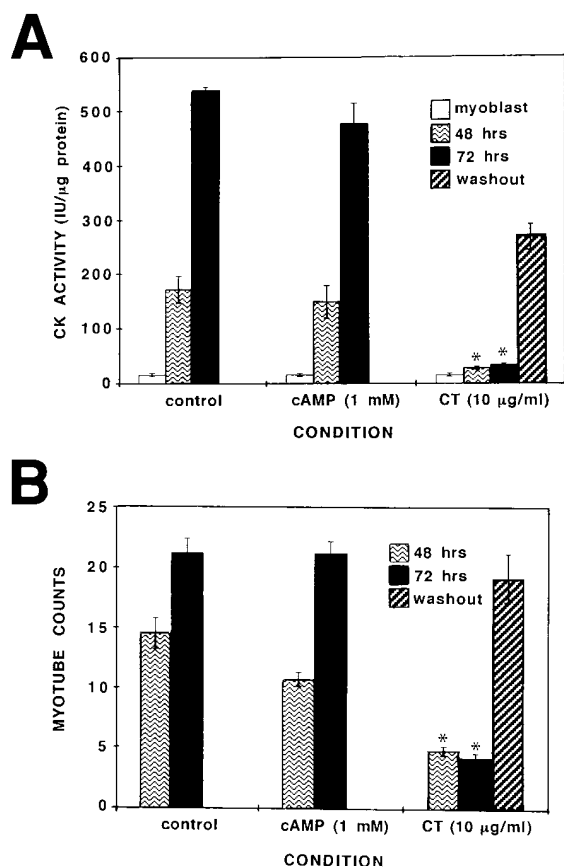 A
CK ACTIVITY (IU/µg protein)
600
500
400
300
200
100
0
myoblast
48 hrs
72 hrs
washout
* *
control cAMP (1 mM) CT (10 µg/ml)
CONDITION
B
MYOTUBE COUNTS
25
20
15
10
5
0
48 hrs
72 hrs
washout
* *
control cAMP (1 mM) CT (10 µg/ml)
CONDITION